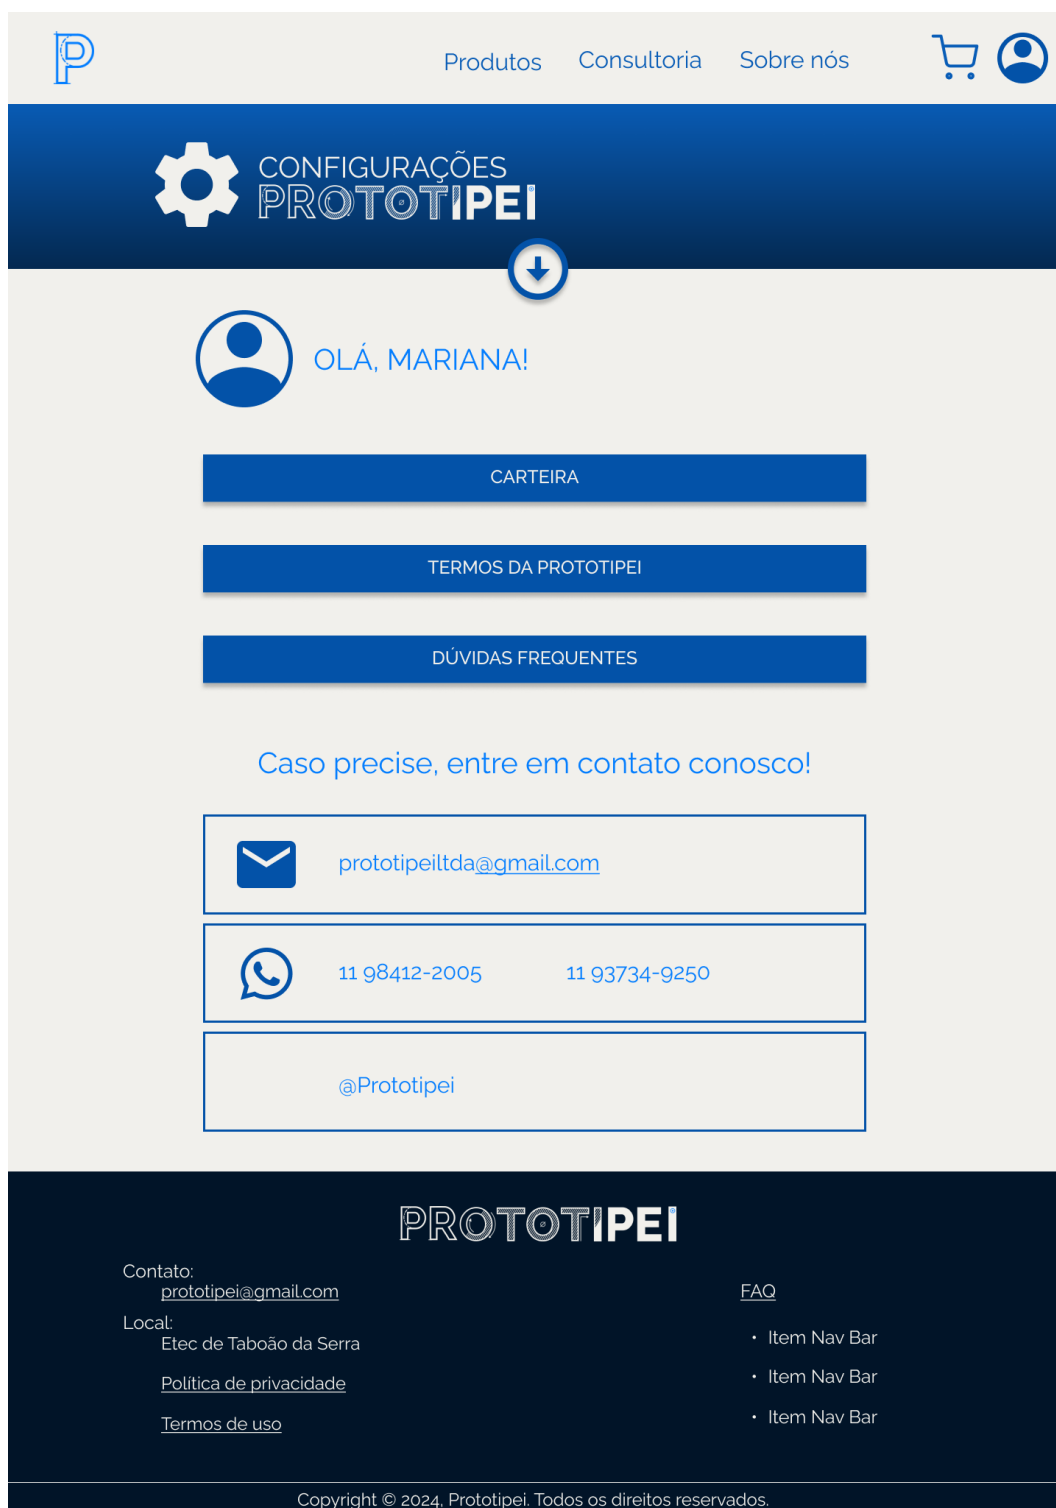 P
Produtos Consultoria Sobre nós
CONFIGURAÇÕES
PROTOTIPEI
OLÁ, MARIANA!
CARTEIRA
TERMOS DA PROTOTIPEI
DÚVIDAS FREQUENTES
Caso precise, entre em contato conosco!
prototipeiltda@gmail.com
11 98412-2005 11 93734-9250
@Prototipei
PROTOTIPEI
Contato:
prototipei@gmail.com
FAQ
Local:
Etec de Taboão da Serra
• Item Nav Bar
Política de privacidade
• Item Nav Bar
Termos de uso
• Item Nav Bar
Copyright © 2024, Prototipei. Todos os direitos reservados.